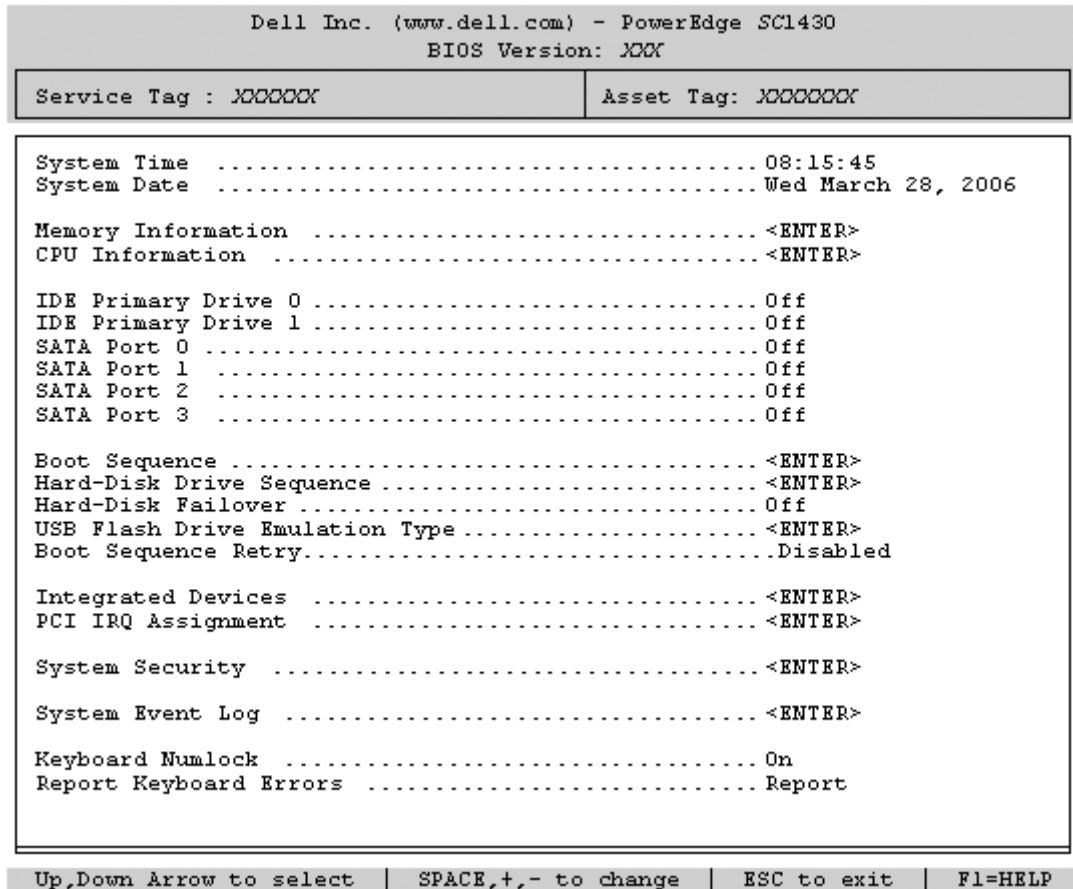 Dell Inc. (www.dell.com) - PowerEdge SC1430
BIOS Version: XXX
Service Tag : XXXXXX Asset Tag: XXXXXXX
System Time ........................................ 08:15:45
System Date ........................................ Wed March 28, 2006
Memory Information ................................. <ENTER>
CPU Information .................................... <ENTER>
IDE Primary Drive 0 ................................. Off
IDE Primary Drive 1 ................................. Off
SATA Port 0 ......................................... Off
SATA Port 1 ........................................ Off
SATA Port 2 ........................................ Off
SATA Port 3 ........................................ Off
Boot Sequence ....................................... <ENTER>
Hard-Disk Drive Sequence ............................ <ENTER>
Hard-Disk Failover .................................. Off
USB Flash Drive Emulation Type ...................... <ENTER>
Boot Sequence Retry...................................Disabled
Integrated Devices ................................. <ENTER>
PCI IRQ Assignment ................................. <ENTER>
System Security .................................... <ENTER>
System Event Log ................................... <ENTER>
Keyboard Numlock ................................... On
Report Keyboard Errors ............................. Report
Up,Down Arrow to select | SPACE,+,- to change | ESC to exit | F1=HELP